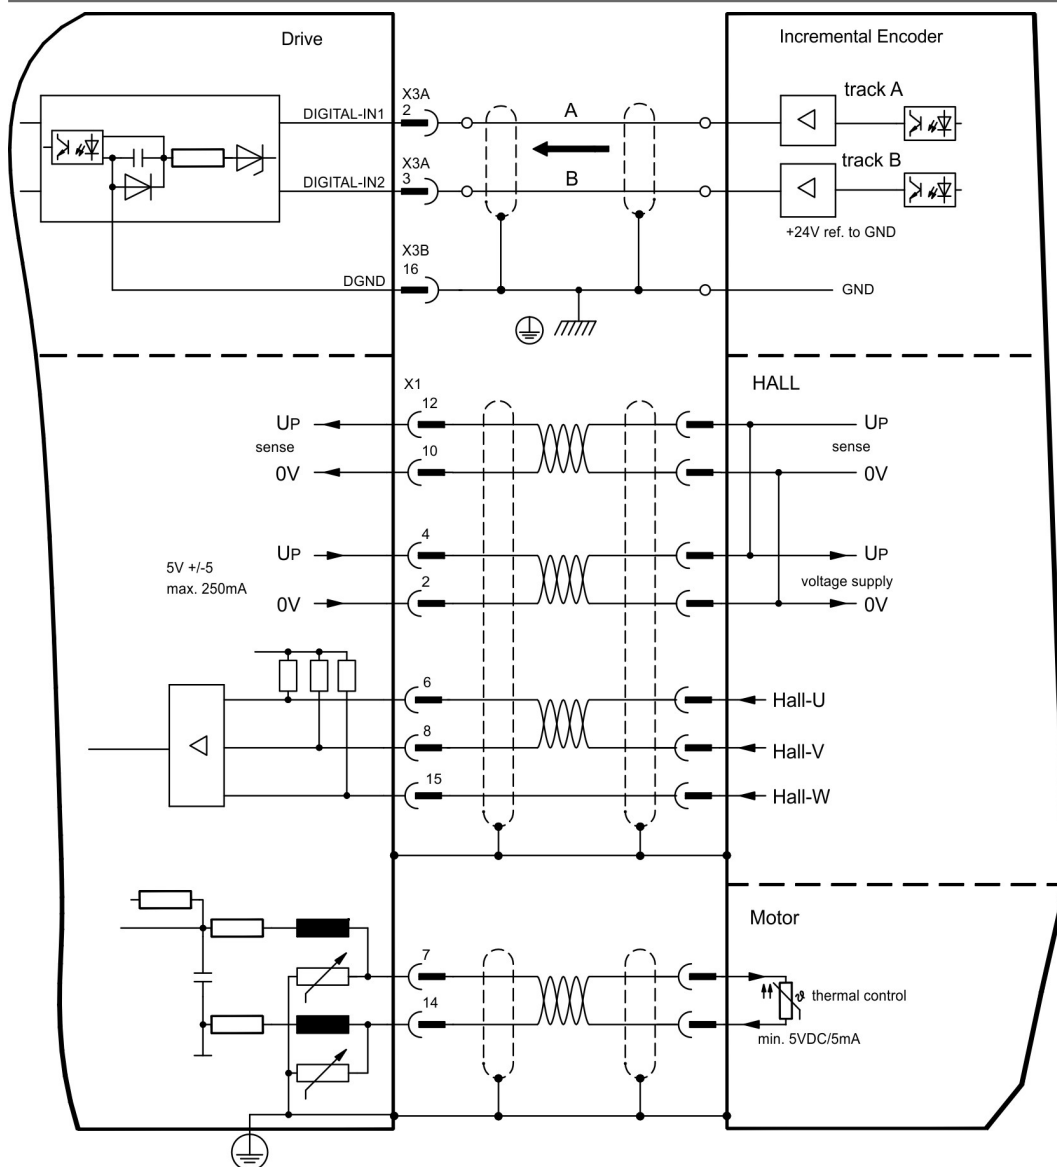 Drive
Incremental Encoder
X3A
2
DIGITAL-IN1
A
track A
X3A
3
DIGITAL-IN2
B
track B
+24V ref. to GND
X3B
16
DGND
GND
X1
HALL
12
UP
UP
sense
sense
10
0V
0V
4
UP
UP
5V +/-5
max. 250mA
voltage supply
2
0V
0V
6
Hall-U
8
Hall-V
15
Hall-W
Motor
7
ϑ thermal control
14
min. 5VDC/5mA